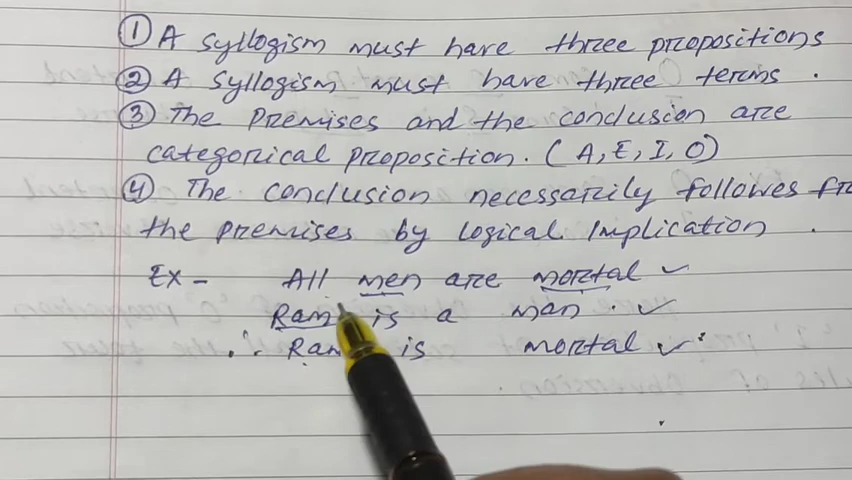 ① A syllogism must have three propositions
② A syllogism must have three terms.
③ The premises and the conclusion are
categorical proposition. (A, E, I, O)
④ The conclusion necessarily followes
the premises by logical implication.
Ex - All men are mortal ✓
Ram is a man. ✓
∴ Ram is mortal ✓